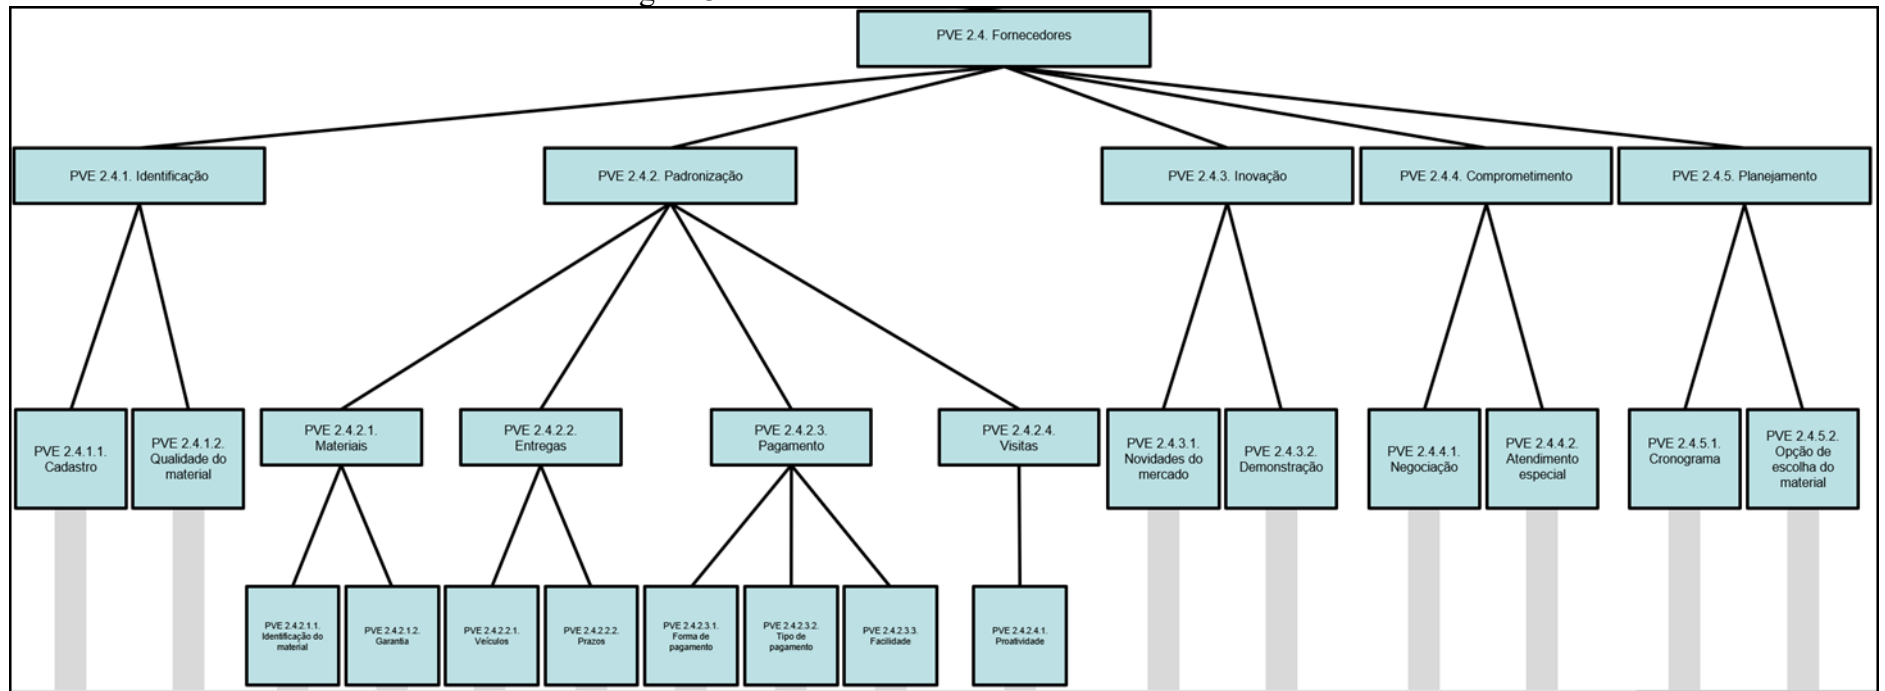 PVE 2.4. Fornecedores
PVE 2.4.1. Identificação
PVE 2.4.2. Padronização
PVE 2.4.3. Inovação
PVE 2.4.4. Comprometimento
PVE 2.4.5. Planejamento
PVE 2.4.1.1.
Cadastro
PVE 2.4.1.2.
Qualidade do
material
PVE 2.4.2.1.
Materiais
PVE 2.4.2.2.
Entregas
PVE 2.4.2.3.
Pagamento
PVE 2.4.2.4.
Visitas
PVE 2.4.3.1.
Novidades do
mercado
PVE 2.4.3.2.
Demonstração
PVE 2.4.4.1.
Negociação
PVE 2.4.4.2.
Atendimento
especial
PVE 2.4.5.1.
Cronograma
PVE 2.4.5.2.
Opção de
escolha do
material
PVE 2.4.2.1.1.
Identificação do
material
PVE 2.4.2.1.2.
Garantia
PVE 2.4.2.2.1.
Veículos
PVE 2.4.2.2.2.
Prazos
PVE 2.4.2.3.1.
Forma de
pagamento
PVE 2.4.2.3.2.
Tipo de
pagamento
PVE 2.4.2.3.3.
Facilidade
PVE 2.4.2.4.1.
Proatividade